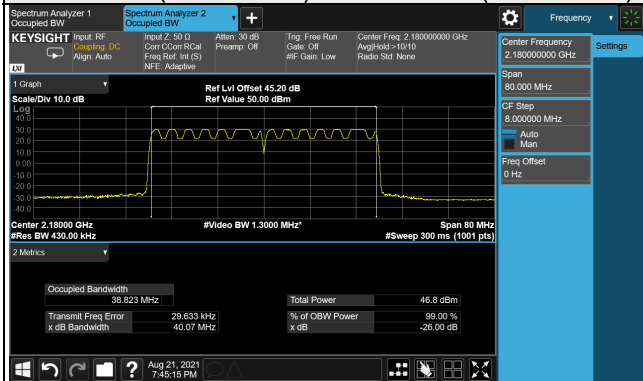 Spectrum Analyzer 1
Occupied BW
Spectrum Analyzer 2
Occupied BW
Frequency
KEYSIGHT
Input: RF
Coupling: DC
Align: Auto
Input Z: 50 Ω
Corr CCorr RCal
Freq Ref: Int (S)
NFE: Adaptive
Atten: 30 dB
Preamp: Off
Trig: Free Run
Gate: Off
#IF Gain: Low
Center Freq: 2.180000000 GHz
Avg|Hold:>10/10
Radio Std: None
LXI
Center Frequency
2.180000000 GHz
Settings
Span
80.000 MHz
CF Step
8.000000 MHz
Auto
Man
Freq Offset
0 Hz
1 Graph
Scale/Div 10.0 dB
Ref Lvl Offset 45.20 dB
Ref Value 50.00 dBm
Log
40.0
30.0
20.0
10.0
0.00
-10.0
-20.0
-30.0
-40.0
Center 2.18000 GHz
#Res BW 430.00 kHz
#Video BW 1.3000 MHz*
Span 80 MHz
#Sweep 300 ms (1001 pts)
2 Metrics
Occupied Bandwidth
38.823 MHz
Total Power 46.8 dBm
Transmit Freq Error 29.633 kHz
% of OBW Power 99.00 %
x dB Bandwidth 40.07 MHz
x dB -26.00 dB
Aug 21, 2021
7:45:15 PM